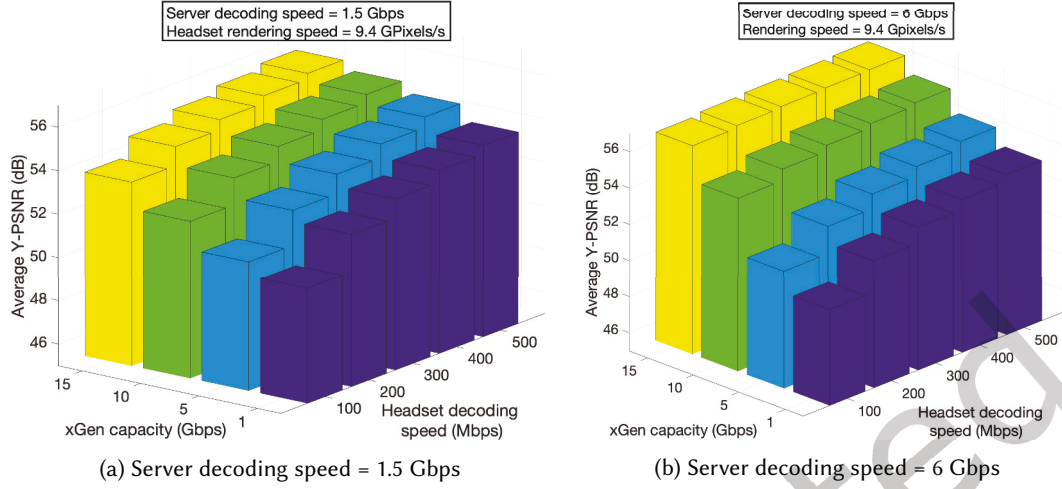 Server decoding speed = 1.5 Gbps
Headset rendering speed = 9.4 GPixels/s
Average Y-PSNR (dB)
56
54
52
50
48
46
15
10
5
1
xGen capacity (Gbps)
100
200
300
400
500
Headset decoding
speed (Mbps)
(a) Server decoding speed = 1.5 Gbps
Server decoding speed = 6 Gbps
Rendering speed = 9.4 GPixels/s
Average Y-PSNR (dB)
56
54
52
50
48
46
15
10
5
1
xGen capacity (Gbps)
100
200
300
400
500
Headset decoding
speed (Mbps)
(b) Server decoding speed = 6 Gbps